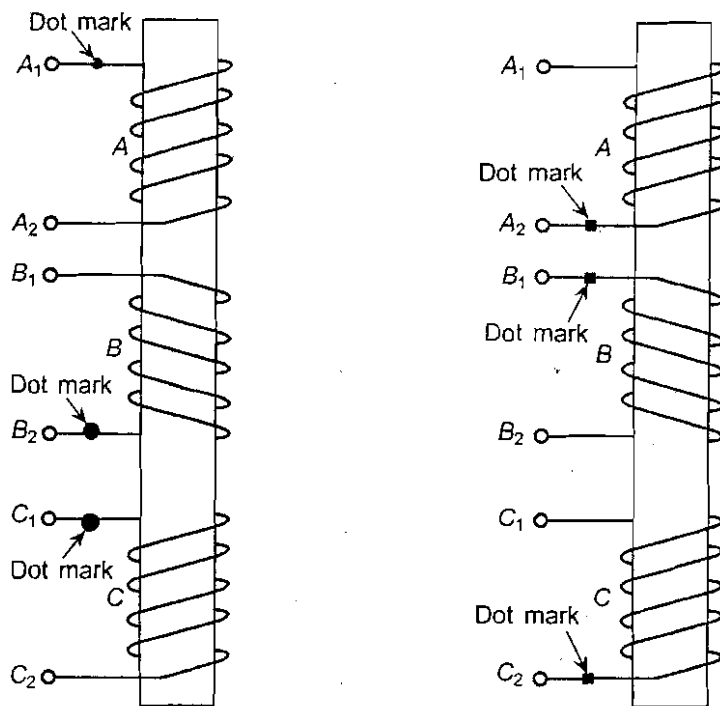 Dot mark
A₁
A
A₂
B₁
B
Dot mark
B₂
C₁
Dot mark
C
C₂
A₁
A
Dot mark
A₂
B₁
Dot mark
B
B₂
C₁
C
Dot mark
C₂